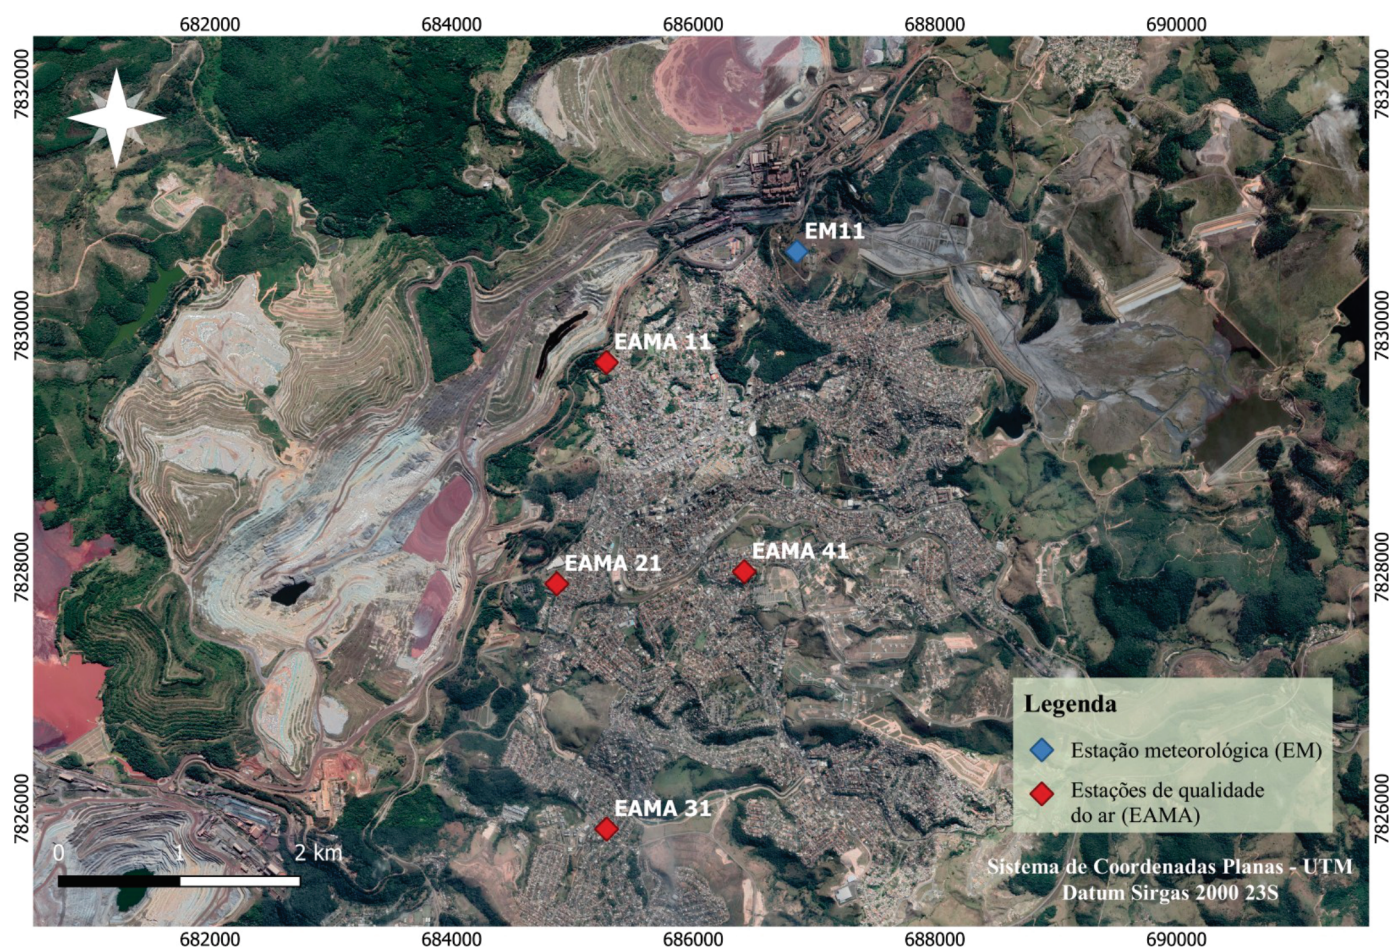 682000 684000 686000 688000 690000
7832000 7832000
EM11
7830000 7830000
EAMA 11
EAMA 41
EAMA 21
7828000 7828000
Legenda
Estação meteorológica (EM)
Estações de qualidade
do ar (EAMA)
EAMA 31
7826000 7826000
0 1 2 km
Sistema de Coordenadas Planas - UTM
Datum Sirgas 2000 23S
682000 684000 686000 688000 690000